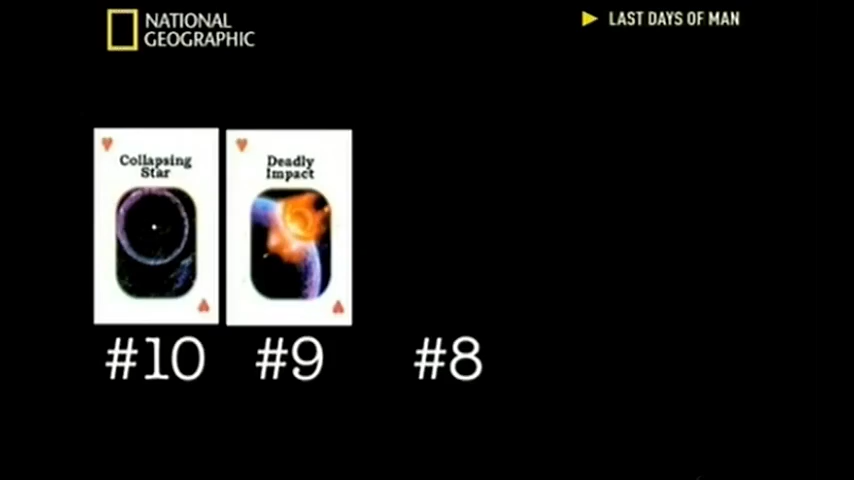 NATIONAL
GEOGRAPHIC
LAST DAYS OF MAN
Collapsing
Star
Deadly
Impact
#10
#9
#8